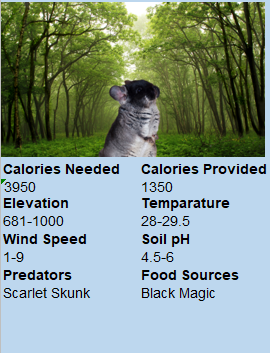 Calories Needed Calories Provided
3950 1350
Elevation Temparature
681-1000 28-29.5
Wind Speed Soil pH
1-9 4.5-6
Predators Food Sources
Scarlet Skunk Black Magic